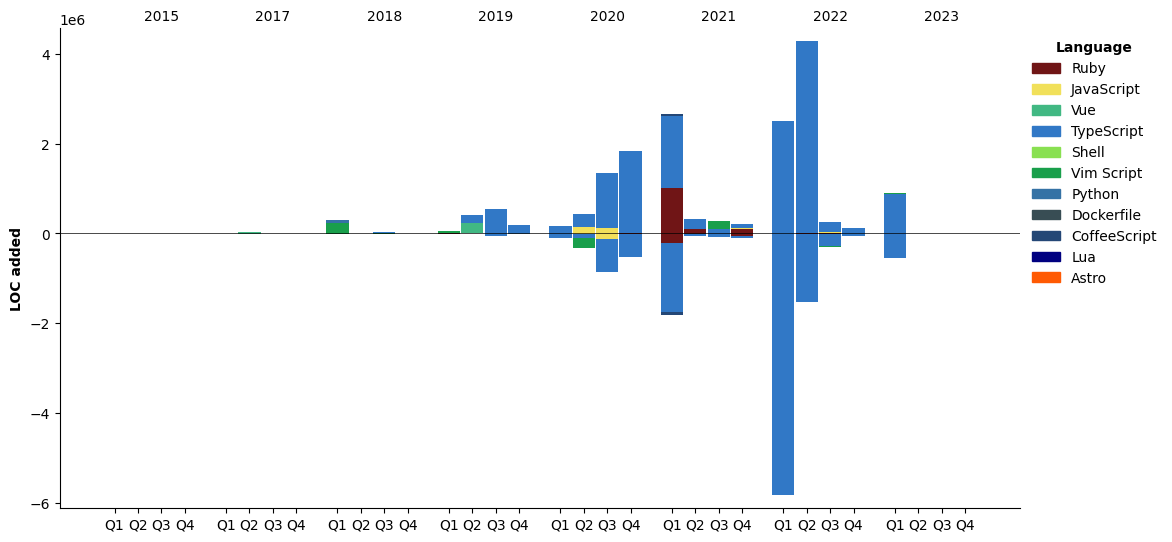 1e6 2015 2017 2018 2019 2020 2021 2022 2023
LOC added
4
2
0
−2
−4
−6
Q1 Q2 Q3 Q4 Q1 Q2 Q3 Q4 Q1 Q2 Q3 Q4 Q1 Q2 Q3 Q4 Q1 Q2 Q3 Q4 Q1 Q2 Q3 Q4 Q1 Q2 Q3 Q4 Q1 Q2 Q3 Q4
Language
Ruby
JavaScript
Vue
TypeScript
Shell
Vim Script
Python
Dockerfile
CoffeeScript
Lua
Astro